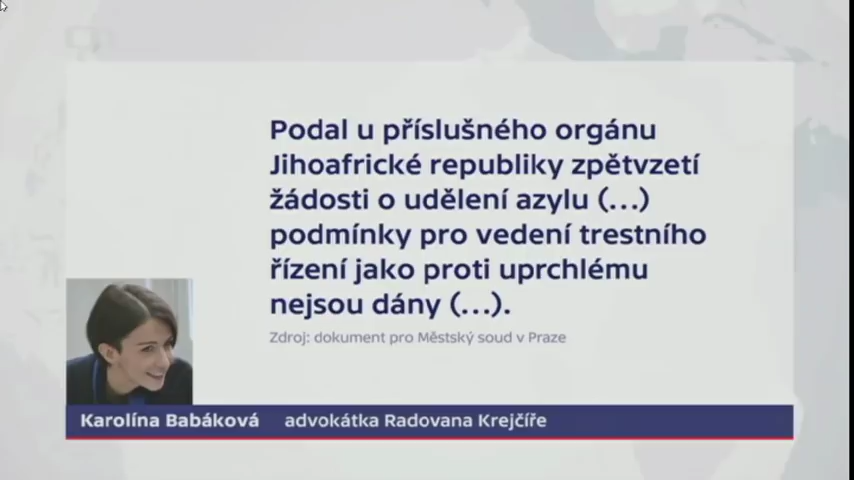 Podal u příslušného orgánu
Jihoafrické republiky zpětvzetí
žádosti o udělení azylu (...)
podmínky pro vedení trestního
řízení jako proti uprchlému
nejsou dány (...).
Zdroj: dokument pro Městský soud v Praze
Karolína Babáková advokátka Radovana Krejčíře